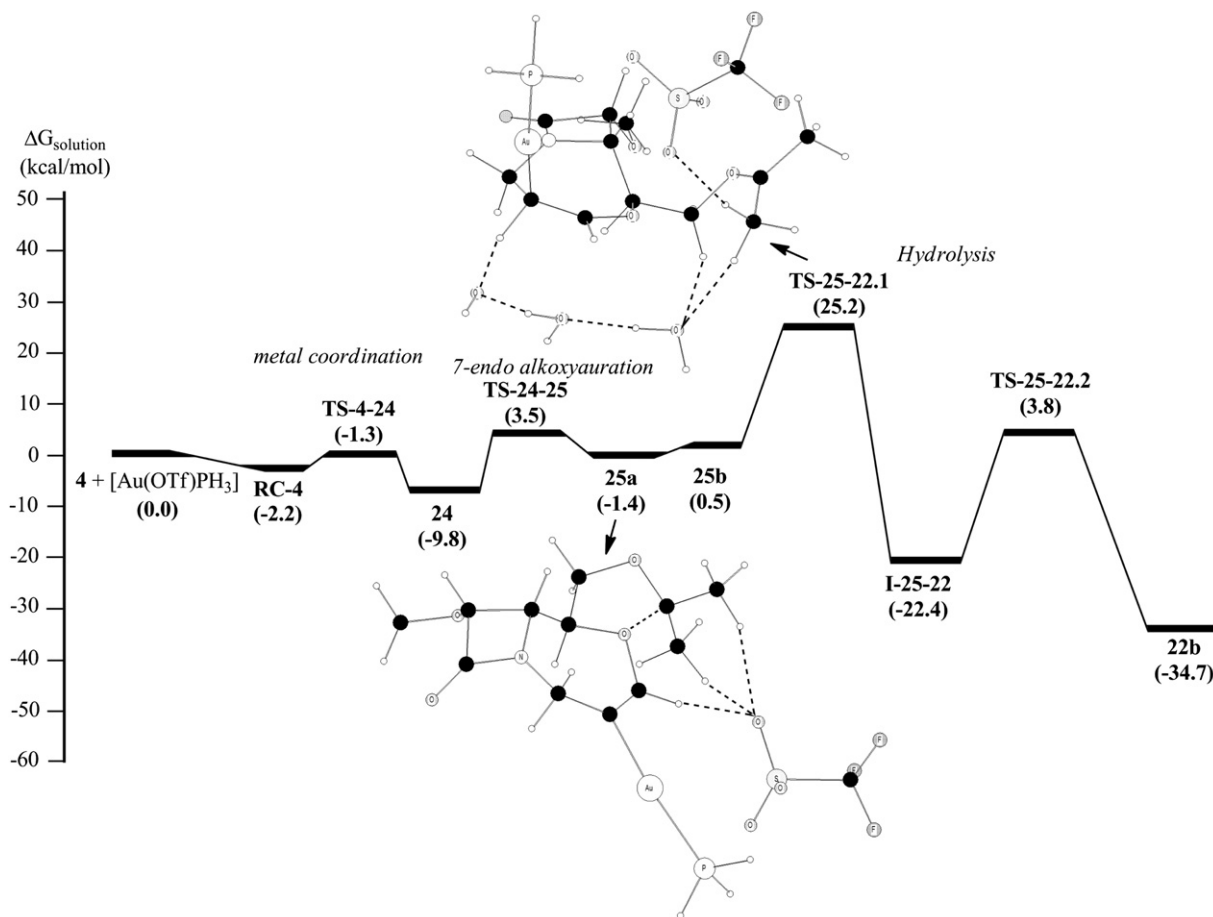 ΔGsolution
(kcal/mol)
50
40
30
20
10
0
-10
-20
-30
-40
-50
-60
4 + [Au(OTf)PH3]
(0.0)
RC-4
(-2.2)
metal coordination
TS-4-24
(-1.3)
24
(-9.8)
7-endo alkoxyauration
TS-24-25
(3.5)
25a
(-1.4)
25b
(0.5)
Hydrolysis
TS-25-22.1
(25.2)
I-25-22
(-22.4)
TS-25-22.2
(3.8)
22b
(-34.7)
P
Au
O
O
O
O
S
O
O
F
F
F
O
O
O
O
O
O
N
O
O
Au
P
O
S
O
O
F
F
F